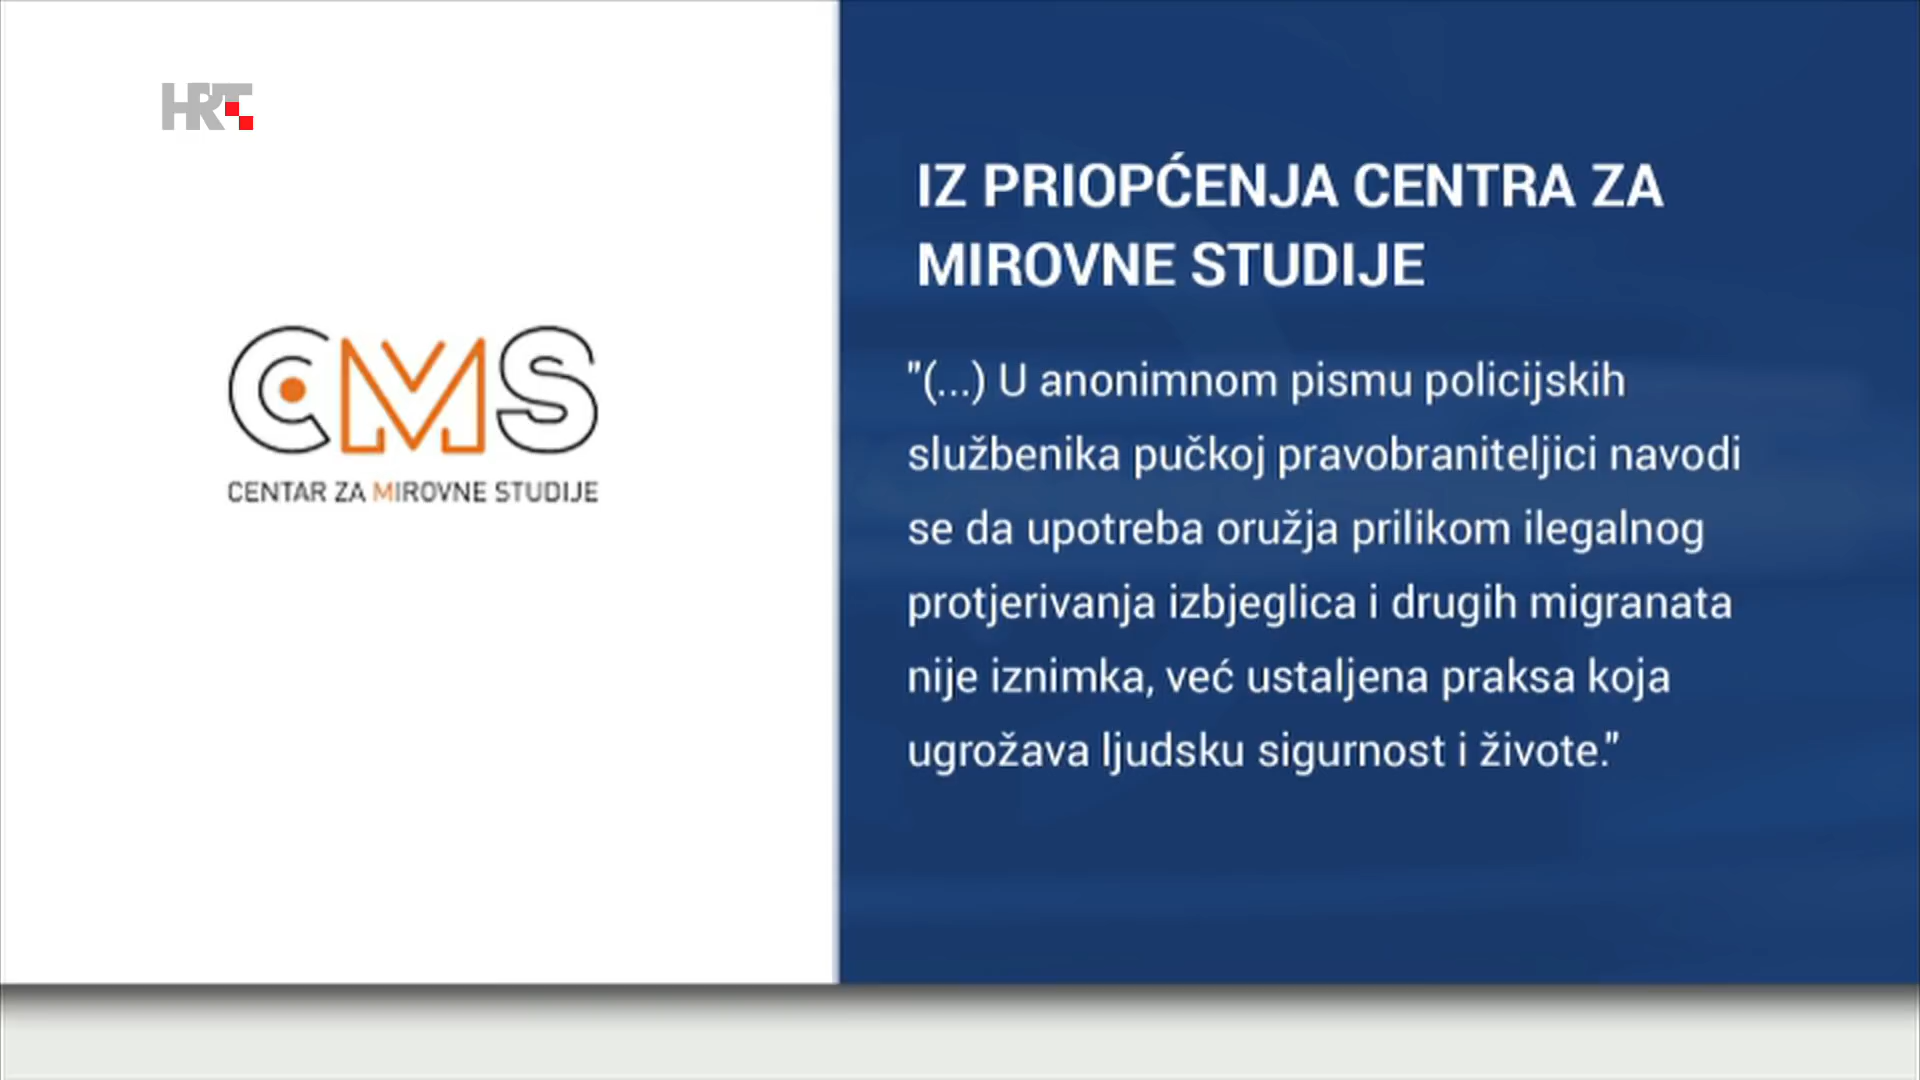 HRT
CMS
CENTAR ZA MIROVNE STUDIJE
IZ PRIOPĆENJA CENTRA ZA
MIROVNE STUDIJE
"(...) U anonimnom pismu policijskih
službenika pučkoj pravobraniteljici navodi
se da upotreba oružja prilikom ilegalnog
protjerivanja izbjeglica i drugih migranata
nije iznimka, već ustaljena praksa koja
ugrožava ljudsku sigurnost i živote."